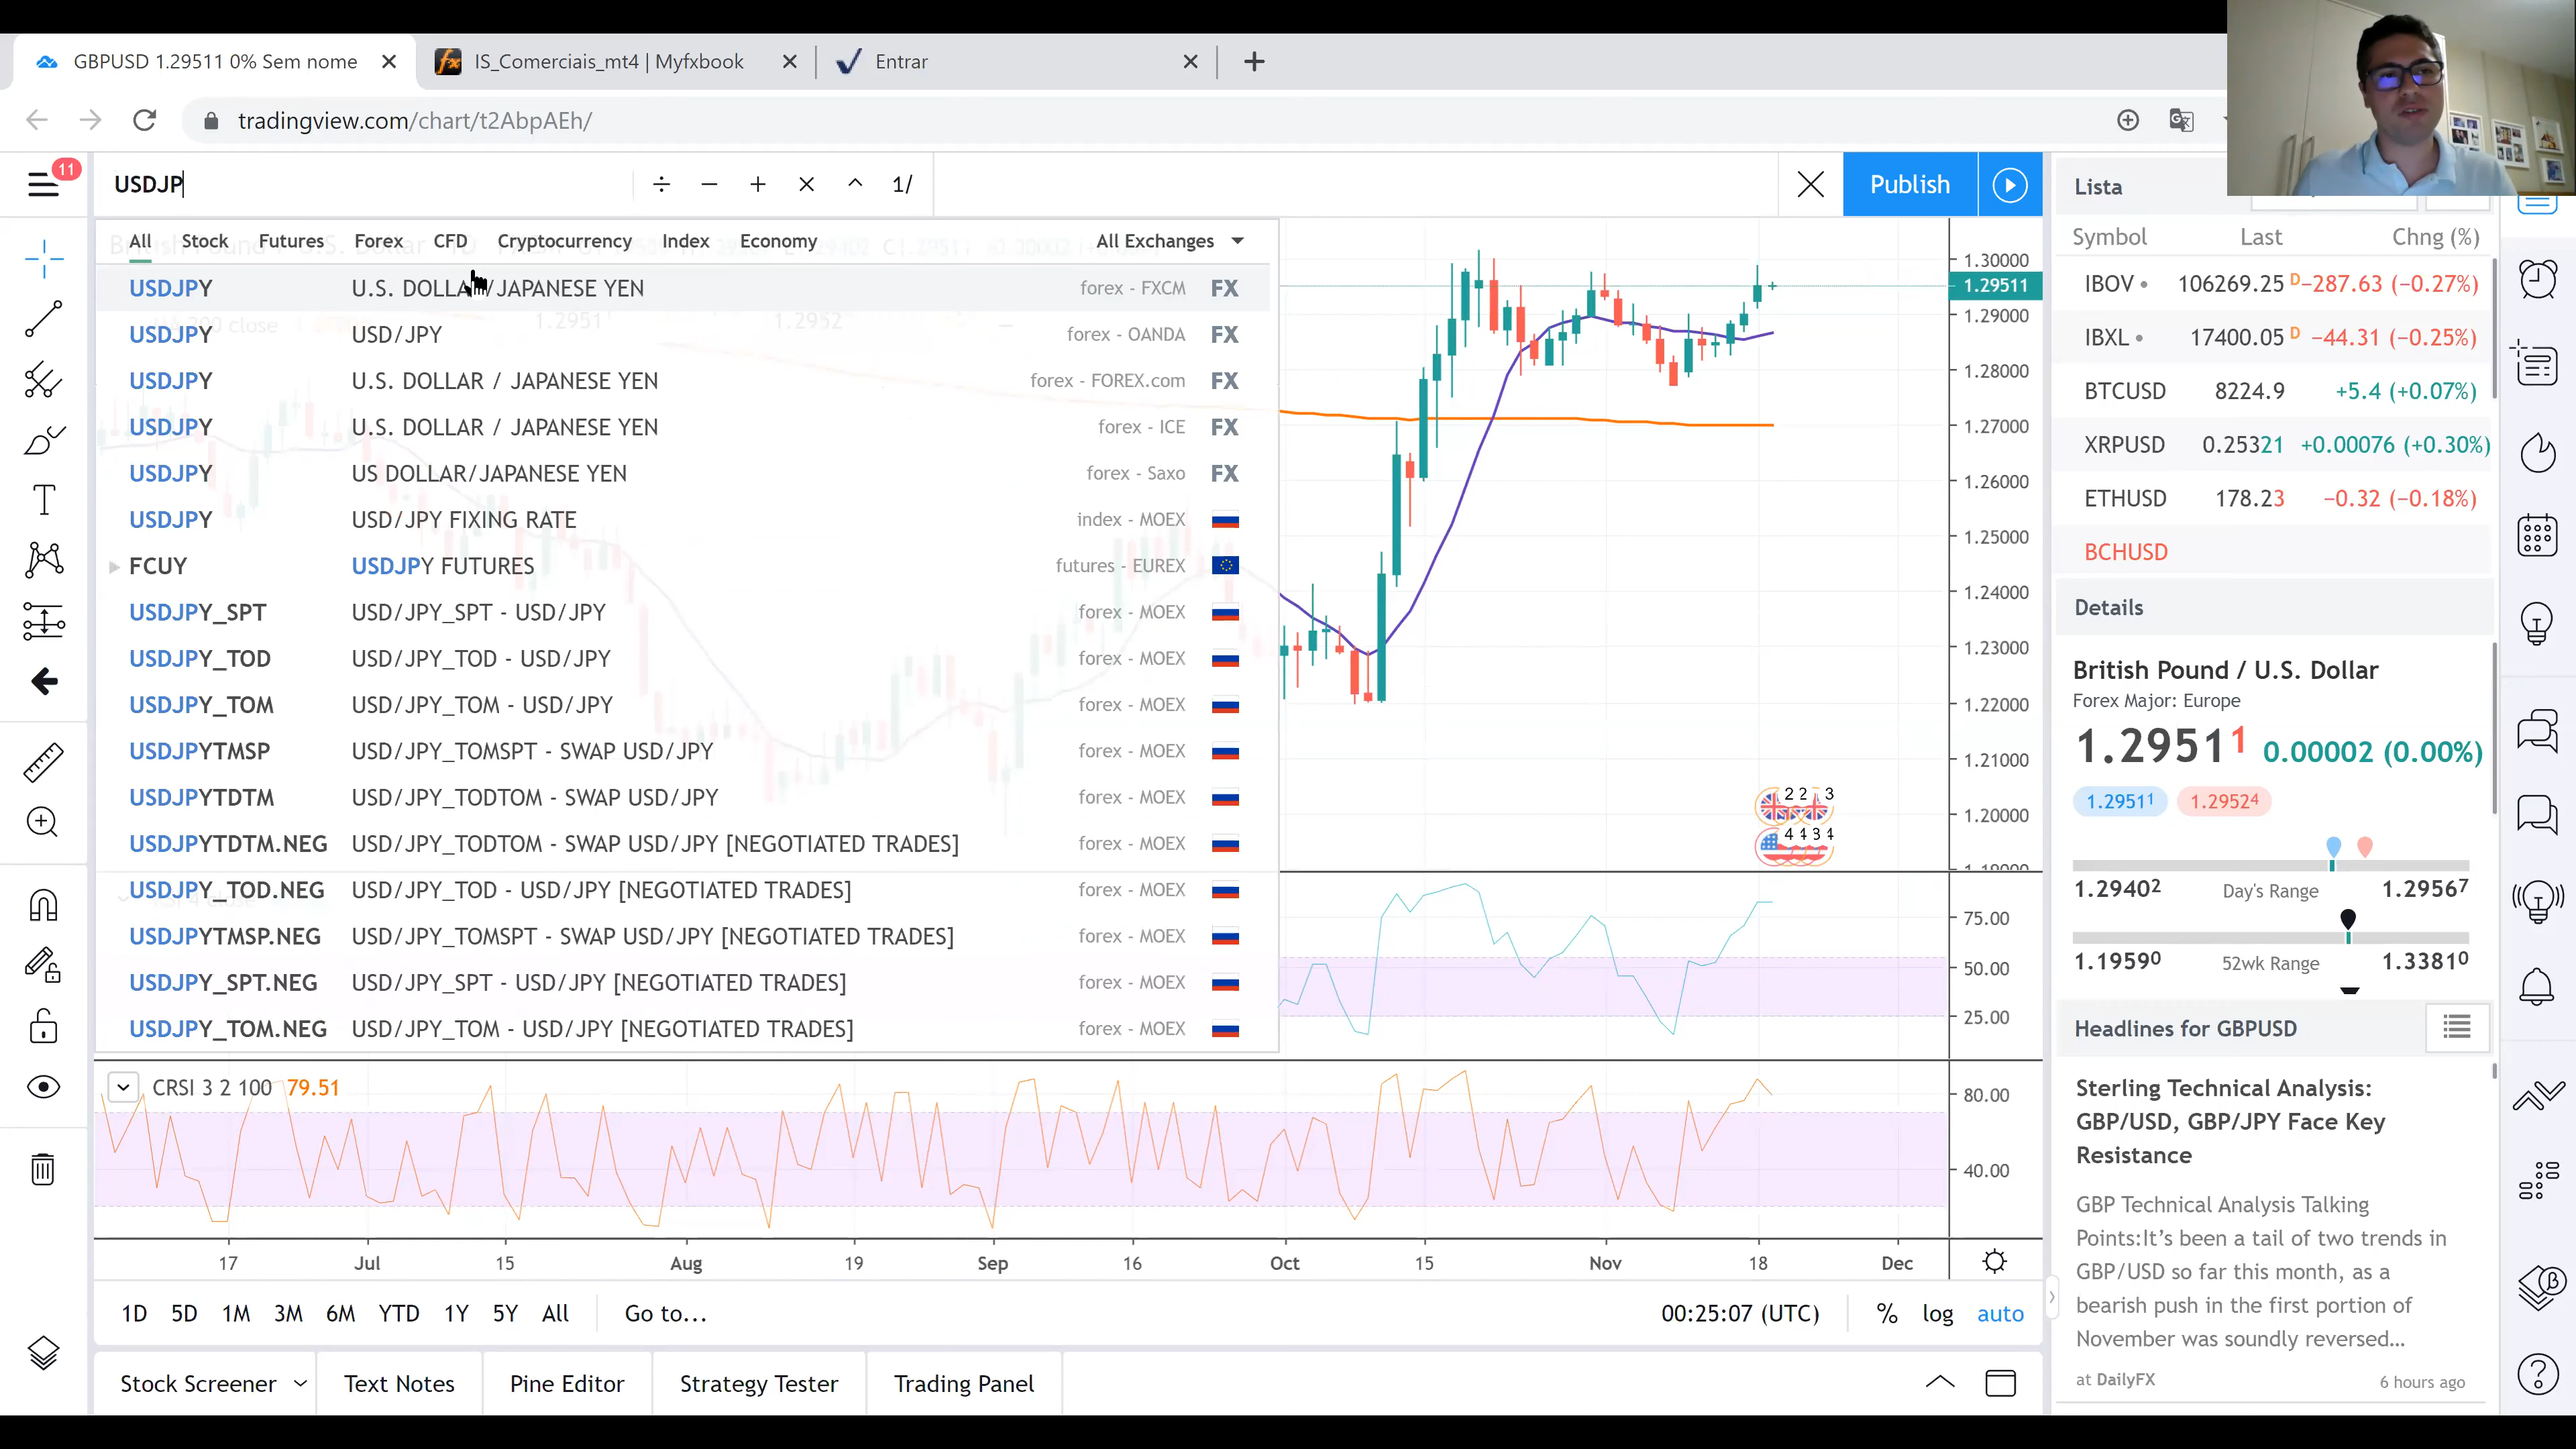 GBPUSD 1.29511 0% Sem nome
IS_Comerciais_mt4 | Myfxbook
Entrar
tradingview.com/chart/t2AbpAEh/
11
USDJP
÷ − + × ^ 1/
Publish
Lista
All Stock Futures Forex CFD Cryptocurrency Index Economy All Exchanges
USDJPY U.S. DOLLAR/JAPANESE YEN forex - FXCM FX
USDJPY USD/JPY forex - OANDA FX
USDJPY U.S. DOLLAR / JAPANESE YEN forex - FOREX.com FX
USDJPY U.S. DOLLAR / JAPANESE YEN forex - ICE FX
USDJPY US DOLLAR/JAPANESE YEN forex - Saxo FX
USDJPY USD/JPY FIXING RATE index - MOEX
FCUY USDJPY FUTURES futures - EUREX
USDJPY_SPT USD/JPY_SPT - USD/JPY forex - MOEX
USDJPY_TOD USD/JPY_TOD - USD/JPY forex - MOEX
USDJPY_TOM USD/JPY_TOM - USD/JPY forex - MOEX
USDJPYTMSP USD/JPY_TOMSPT - SWAP USD/JPY forex - MOEX
USDJPYTDTM USD/JPY_TODTOM - SWAP USD/JPY forex - MOEX
USDJPYTDTM.NEG USD/JPY_TODTOM - SWAP USD/JPY [NEGOTIATED TRADES] forex - MOEX
USDJPY_TOD.NEG USD/JPY_TOD - USD/JPY [NEGOTIATED TRADES] forex - MOEX
USDJPYTMSP.NEG USD/JPY_TOMSPT - SWAP USD/JPY [NEGOTIATED TRADES] forex - MOEX
USDJPY_SPT.NEG USD/JPY_SPT - USD/JPY [NEGOTIATED TRADES] forex - MOEX
USDJPY_TOM.NEG USD/JPY_TOM - USD/JPY [NEGOTIATED TRADES] forex - MOEX
1.30000
1.29511
1.29000
1.28000
1.27000
1.26000
1.25000
1.24000
1.23000
1.22000
1.21000
1.20000
1.19000
2 2 3
4 4 3 4
75.00
50.00
25.00
CRSI 3 2 100 79.51
80.00
40.00
17 Jul 15 Aug 19 Sep 16 Oct 15 Nov 18 Dec
1D 5D 1M 3M 6M YTD 1Y 5Y All Go to...
00:25:07 (UTC) % log auto
Stock Screener Text Notes Pine Editor Strategy Tester Trading Panel
Symbol Last Chng (%)
IBOV 106269.25 D −287.63 (−0.27%)
IBXL 17400.05 D −44.31 (−0.25%)
BTCUSD 8224.9 +5.4 (+0.07%)
XRPUSD 0.25321 +0.00076 (+0.30%)
ETHUSD 178.23 −0.32 (−0.18%)
BCHUSD
Details
British Pound / U.S. Dollar
Forex Major: Europe
1.29511 0.00002 (0.00%)
1.29511 1.29524
1.29402 Day's Range 1.29567
1.19590 52wk Range 1.33810
Headlines for GBPUSD
Sterling Technical Analysis:
GBP/USD, GBP/JPY Face Key
Resistance
GBP Technical Analysis Talking
Points:It’s been a tail of two trends in
GBP/USD so far this month, as a
bearish push in the first portion of
November was soundly reversed...
at DailyFX 6 hours ago